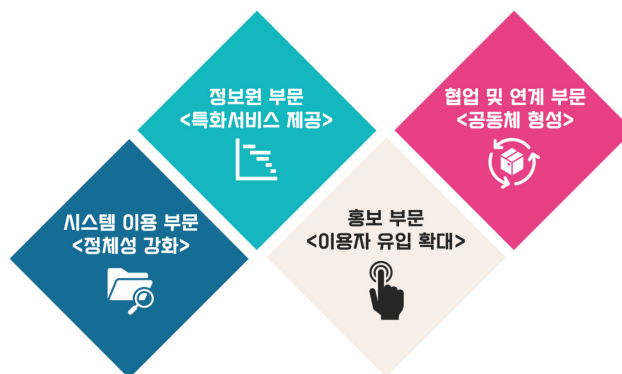 정보원 부문
<특화서비스 제공>
협업 및 연계 부문
<공동체 형성>
시스템 이용 부문
<정체성 강화>
홍보 부문
<이용자 유입 확대>